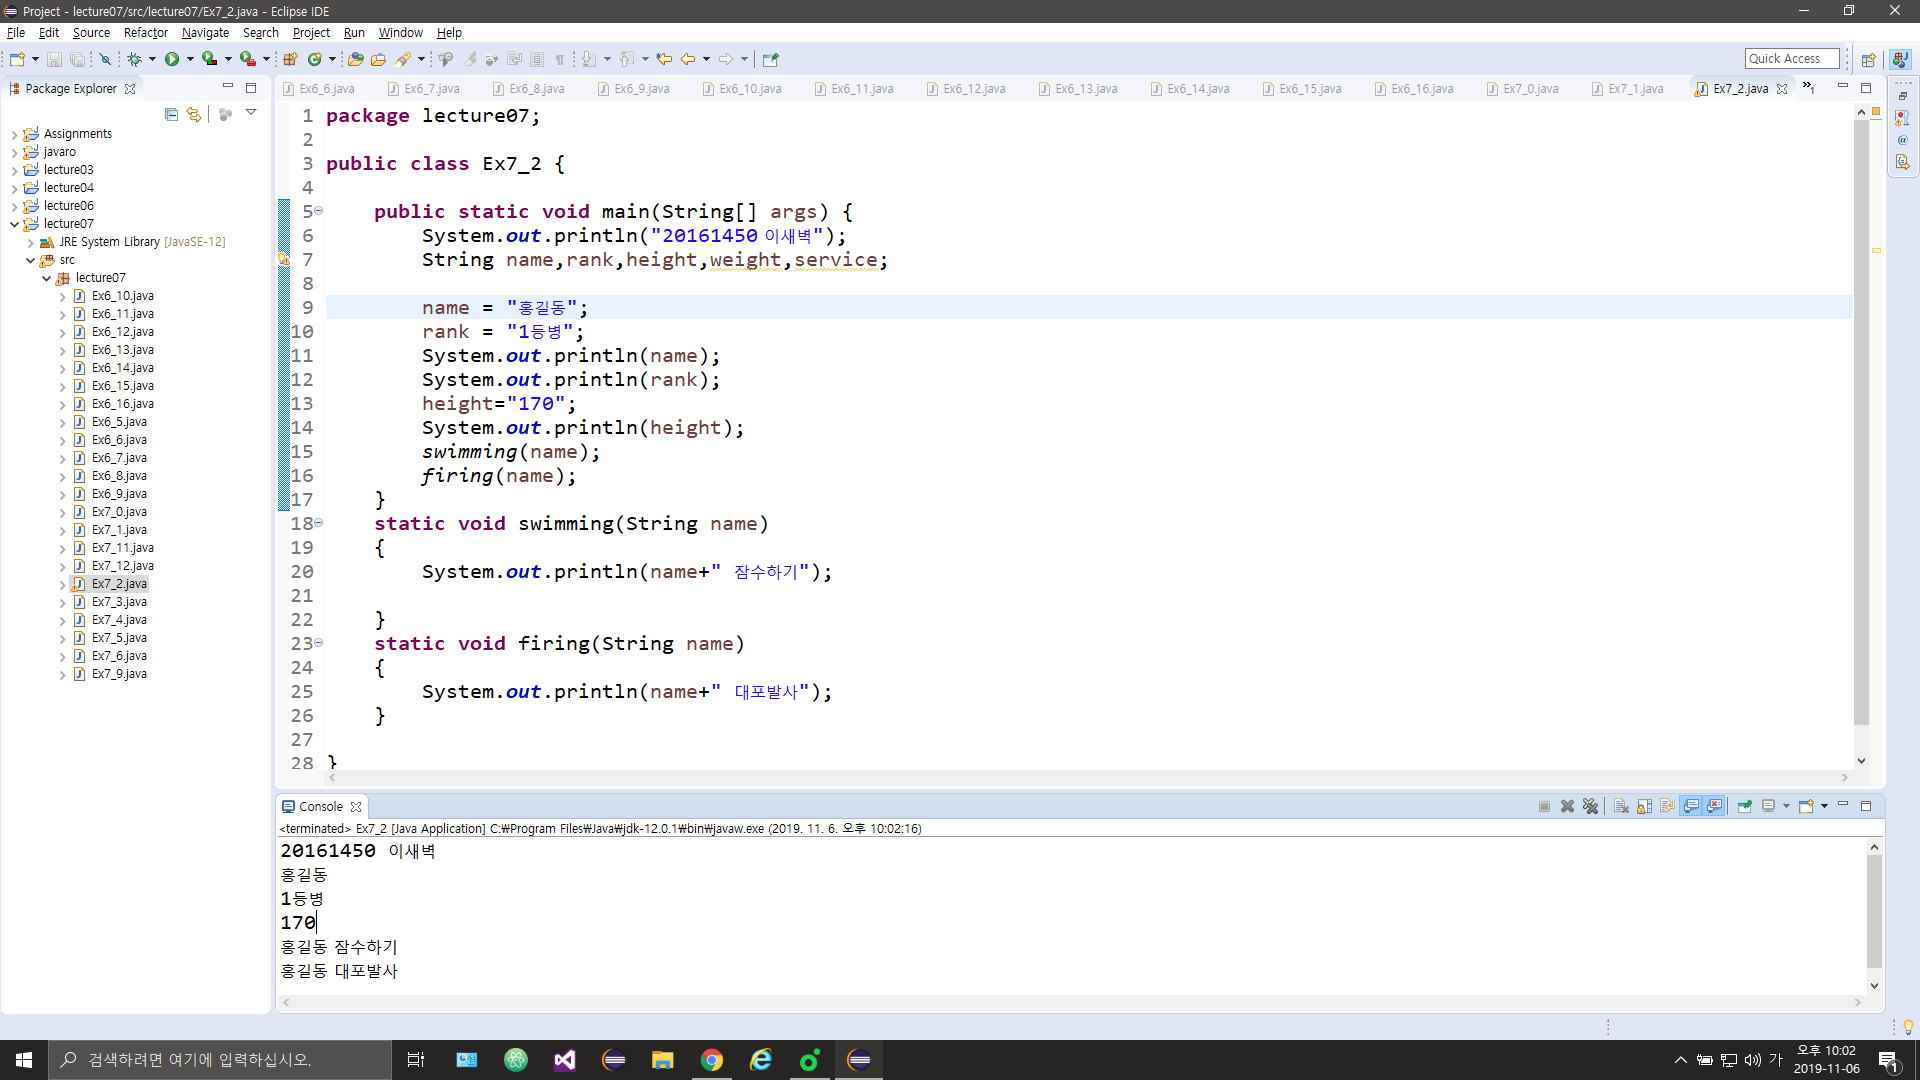 Project - lecture07/src/lecture07/Ex7_2.java - Eclipse IDE
File Edit Source Refactor Navigate Search Project Run Window Help
Quick Access
Package Explorer
Ex6_6.java Ex6_7.java Ex6_8.java Ex6_9.java Ex6_10.java Ex6_11.java Ex6_12.java Ex6_13.java Ex6_14.java Ex6_15.java Ex6_16.java Ex7_0.java Ex7_1.java Ex7_2.java »1
Assignments
javaro
lecture03
lecture04
lecture06
lecture07
JRE System Library [JavaSE-12]
src
lecture07
Ex6_10.java
Ex6_11.java
Ex6_12.java
Ex6_13.java
Ex6_14.java
Ex6_15.java
Ex6_16.java
Ex6_5.java
Ex6_6.java
Ex6_7.java
Ex6_8.java
Ex6_9.java
Ex7_0.java
Ex7_1.java
Ex7_11.java
Ex7_12.java
Ex7_2.java
Ex7_3.java
Ex7_4.java
Ex7_5.java
Ex7_6.java
Ex7_9.java
1 package lecture07;
2
3 public class Ex7_2 {
4
5 public static void main(String[] args) {
6 System.out.println("20161450 이새벽");
7 String name,rank,height,weight,service;
8
9 name = "홍길동";
10 rank = "1등병";
11 System.out.println(name);
12 System.out.println(rank);
13 height="170";
14 System.out.println(height);
15 swimming(name);
16 firing(name);
17 }
18 static void swimming(String name)
19 {
20 System.out.println(name+" 잠수하기");
21
22 }
23 static void firing(String name)
24 {
25 System.out.println(name+" 대포발사");
26 }
27
28 }
Console
<terminated> Ex7_2 [Java Application] C:₩Program Files₩Java₩jdk-12.0.1₩bin₩javaw.exe (2019. 11. 6. 오후 10:02:16)
20161450 이새벽
홍길동
1등병
170
홍길동 잠수하기
홍길동 대포발사
검색하려면 여기에 입력하십시오.
가
오후 10:02
2019-11-06
1